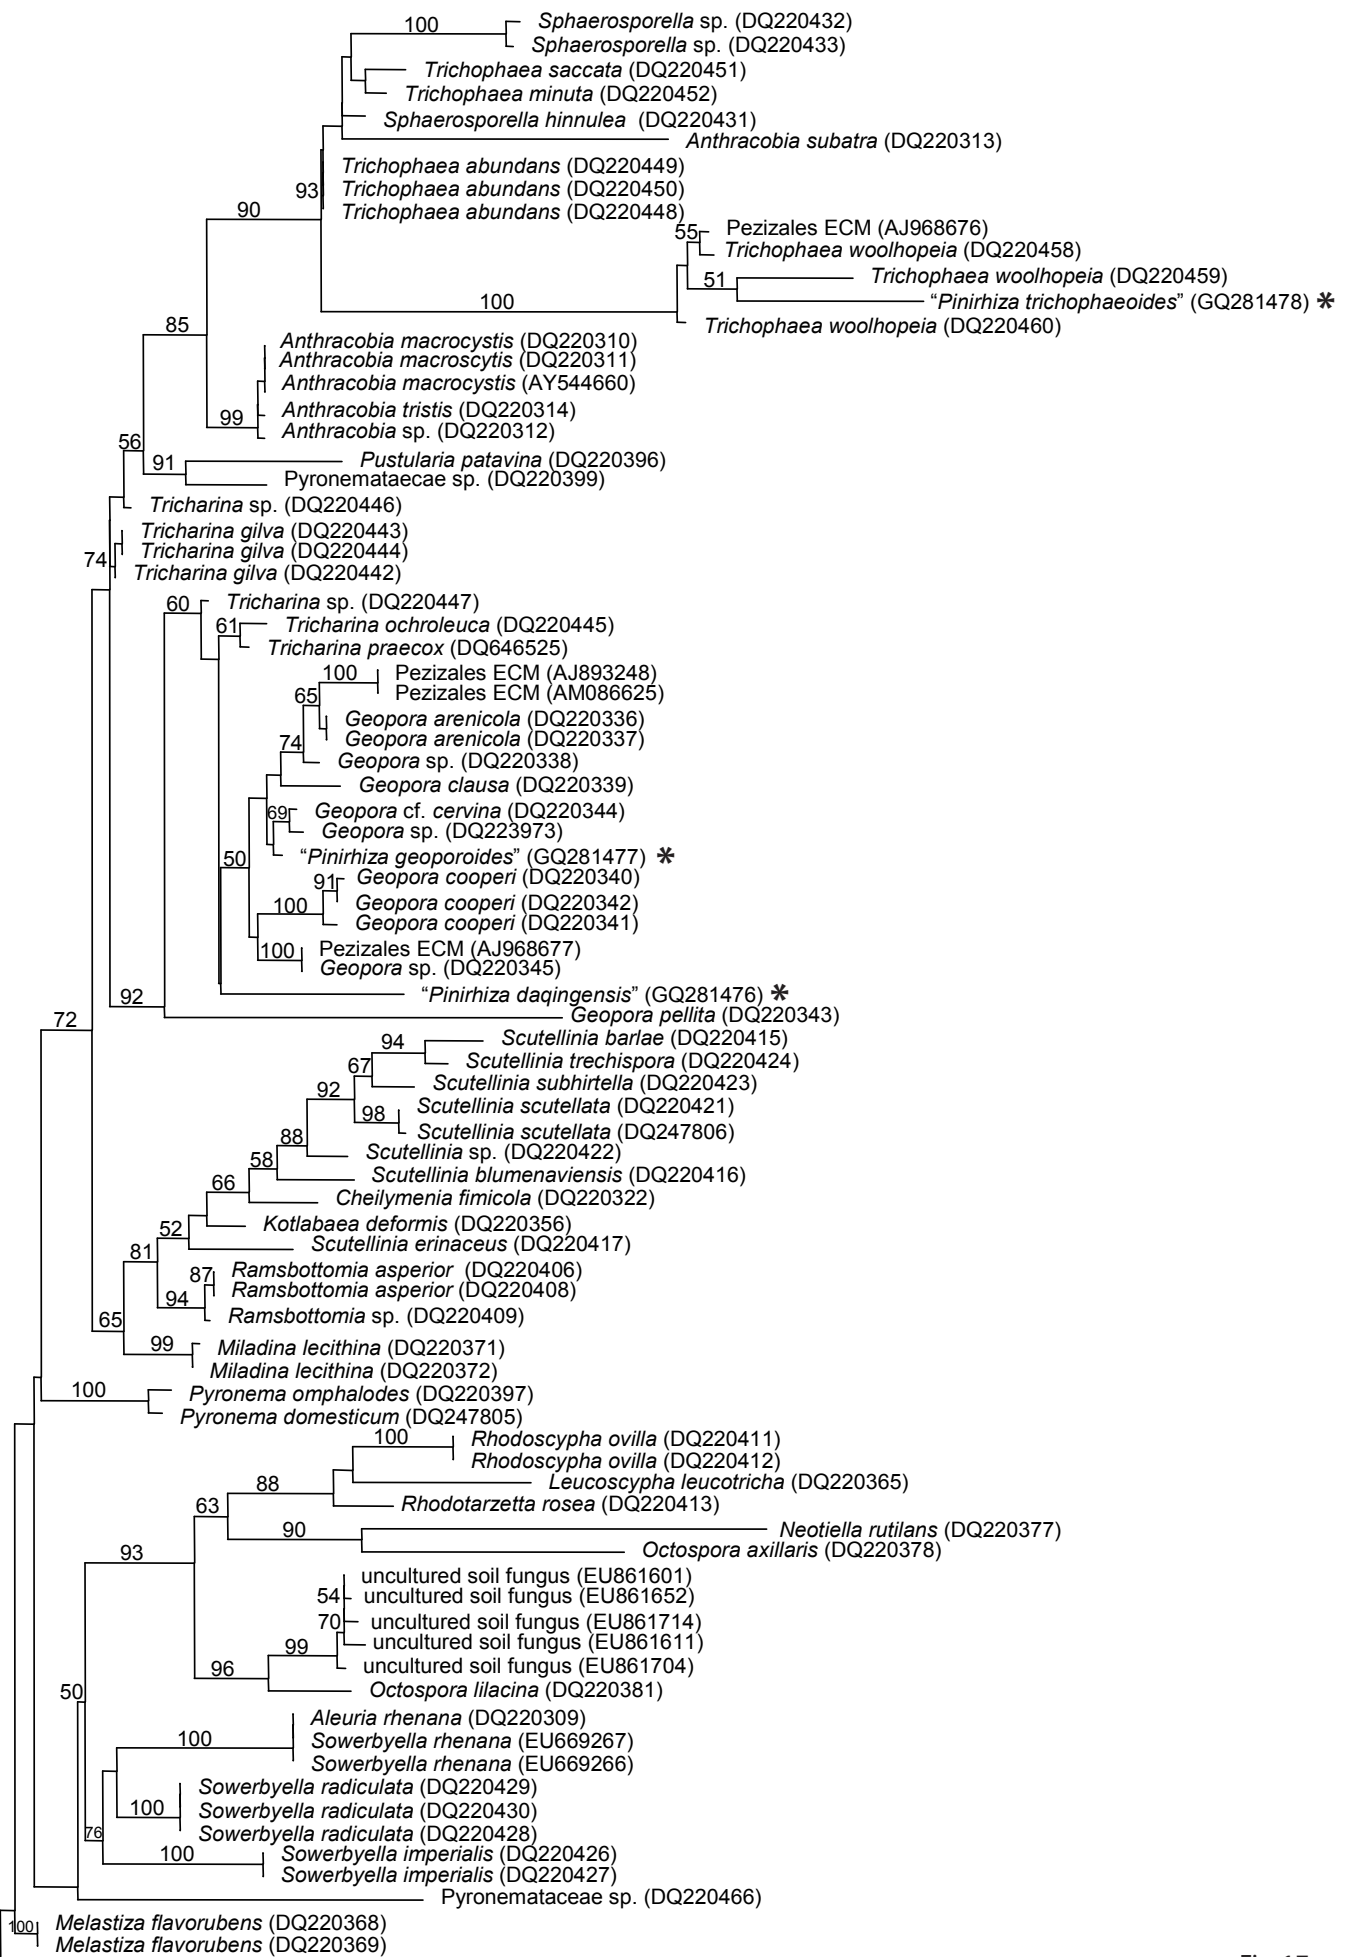 100
Sphaerosporella sp. (DQ220432)
Sphaerosporella sp. (DQ220433)
Trichophaea saccata (DQ220451)
Trichophaea minuta (DQ220452)
Sphaerosporella hinnulea (DQ220431)
Anthracobia subatra (DQ220313)
Trichophaea abundans (DQ220449)
93
Trichophaea abundans (DQ220450)
90
Trichophaea abundans (DQ220448)
55
Pezizales ECM (AJ968676)
Trichophaea woolhopeia (DQ220458)
51
Trichophaea woolhopeia (DQ220459)
100
“Pinirhiza trichophaeoides” (GQ281478) *
85
Trichophaea woolhopeia (DQ220460)
Anthracobia macrocystis (DQ220310)
Anthracobia macroscytis (DQ220311)
Anthracobia macrocystis (AY544660)
99
Anthracobia tristis (DQ220314)
Anthracobia sp. (DQ220312)
56
91
Pustularia patavina (DQ220396)
Pyronemataecae sp. (DQ220399)
Tricharina sp. (DQ220446)
Tricharina gilva (DQ220443)
74
Tricharina gilva (DQ220444)
Tricharina gilva (DQ220442)
60
Tricharina sp. (DQ220447)
61
Tricharina ochroleuca (DQ220445)
Tricharina praecox (DQ646525)
100
Pezizales ECM (AJ893248)
65
Pezizales ECM (AM086625)
Geopora arenicola (DQ220336)
74
Geopora arenicola (DQ220337)
Geopora sp. (DQ220338)
Geopora clausa (DQ220339)
69
Geopora cf. cervina (DQ220344)
Geopora sp. (DQ223973)
50
“Pinirhiza geoporoides” (GQ281477) *
91
Geopora cooperi (DQ220340)
100
Geopora cooperi (DQ220342)
Geopora cooperi (DQ220341)
100
Pezizales ECM (AJ968677)
Geopora sp. (DQ220345)
92
“Pinirhiza daqingensis” (GQ281476) *
72
Geopora pellita (DQ220343)
94
Scutellinia barlae (DQ220415)
67
Scutellinia trechispora (DQ220424)
92
Scutellinia subhirtella (DQ220423)
98
Scutellinia scutellata (DQ220421)
88
Scutellinia scutellata (DQ247806)
58
Scutellinia sp. (DQ220422)
66
Scutellinia blumenaviensis (DQ220416)
Cheilymenia fimicola (DQ220322)
52
Kotlabaea deformis (DQ220356)
81
Scutellinia erinaceus (DQ220417)
87
Ramsbottomia asperior (DQ220406)
94
Ramsbottomia asperior (DQ220408)
65
Ramsbottomia sp. (DQ220409)
99
Miladina lecithina (DQ220371)
Miladina lecithina (DQ220372)
100
Pyronema omphalodes (DQ220397)
Pyronema domesticum (DQ247805)
100
Rhodoscypha ovilla (DQ220411)
Rhodoscypha ovilla (DQ220412)
88
Leucoscypha leucotricha (DQ220365)
63
Rhodotarzetta rosea (DQ220413)
90
Neotiella rutilans (DQ220377)
93
Octospora axillaris (DQ220378)
uncultured soil fungus (EU861601)
54
uncultured soil fungus (EU861652)
70
uncultured soil fungus (EU861714)
99
uncultured soil fungus (EU861611)
96
uncultured soil fungus (EU861704)
50
Octospora lilacina (DQ220381)
Aleuria rhenana (DQ220309)
100
Sowerbyella rhenana (EU669267)
Sowerbyella rhenana (EU669266)
Sowerbyella radiculata (DQ220429)
100
Sowerbyella radiculata (DQ220430)
76
Sowerbyella radiculata (DQ220428)
100
Sowerbyella imperialis (DQ220426)
Sowerbyella imperialis (DQ220427)
Pyronemataceae sp. (DQ220466)
100
Melastiza flavorubens (DQ220368)
Melastiza flavorubens (DQ220369)